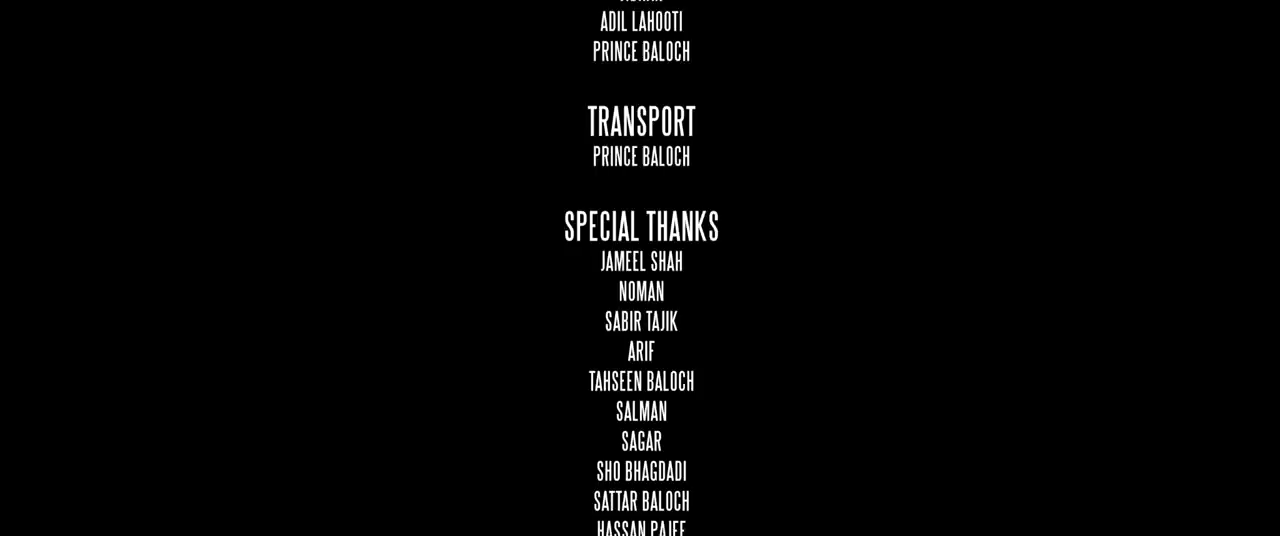 ADIL LAHOOTI
PRINCE BALOCH
TRANSPORT
PRINCE BALOCH
SPECIAL THANKS
JAMEEL SHAH
NOMAN
SABIR TAJIK
ARIF
TAHSEEN BALOCH
SALMAN
SAGAR
SHO BHAGDADI
SATTAR BALOCH
HASSAN